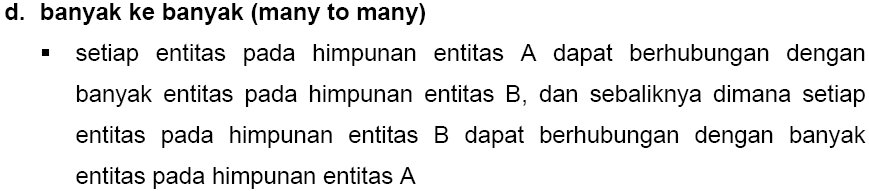 d. banyak ke banyak (many to many)
▪ setiap entitas pada himpunan entitas A dapat berhubungan dengan
banyak entitas pada himpunan entitas B, dan sebaliknya dimana setiap
entitas pada himpunan entitas B dapat berhubungan dengan banyak
entitas pada himpunan entitas A